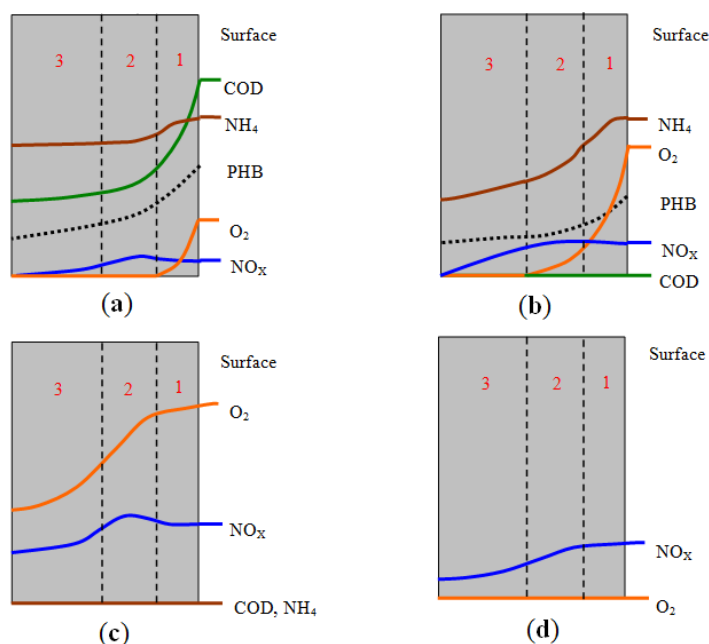 Surface
3 2 1
COD
NH₄
PHB
O₂
NOX
(a)
Surface
3 2 1
NH₄
O₂
PHB
NOX
COD
(b)
Surface
3 2 1
O₂
NOX
COD, NH₄
(c)
Surface
3 2 1
NOX
O₂
(d)